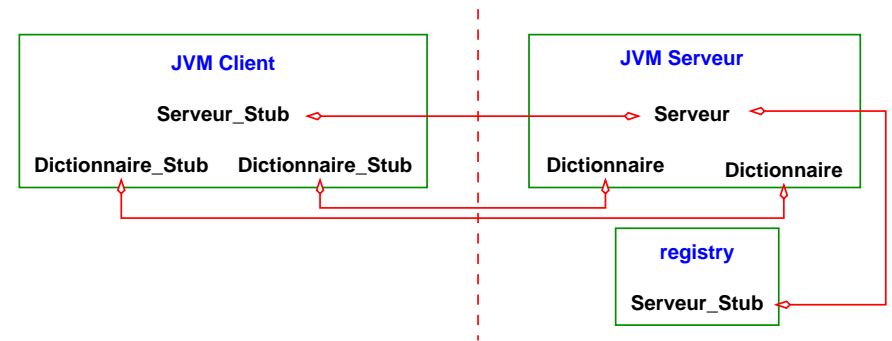 JVM Client
Serveur_Stub
Dictionnaire_Stub
Dictionnaire_Stub
JVM Serveur
Serveur
Dictionnaire
Dictionnaire
registry
Serveur_Stub